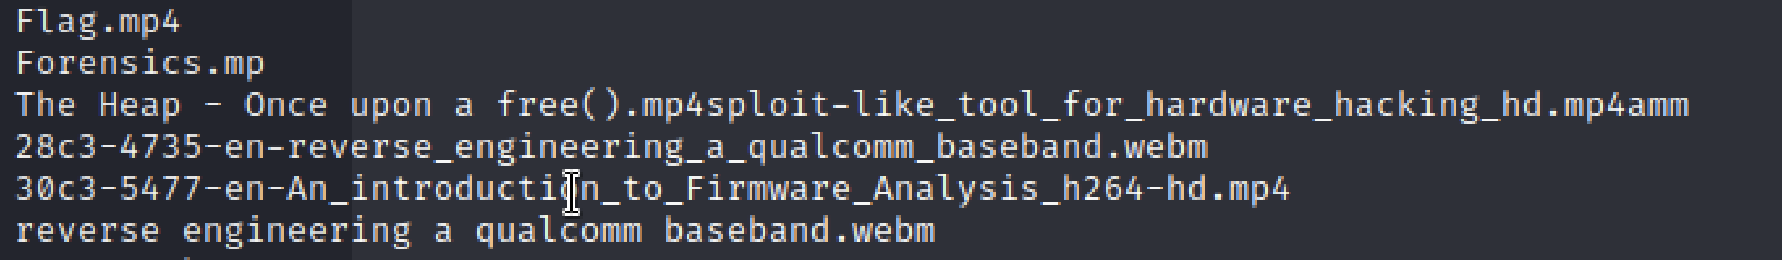 Flag.mp4
Forensics.mp
The Heap - Once upon a free().mp4sploit-like_tool_for_hardware_hacking_hd.mp4amm
28c3-4735-en-reverse_engineering_a_qualcomm_baseband.webm
30c3-5477-en-An_introduction_to_Firmware_Analysis_h264-hd.mp4
reverse engineering a qualcomm baseband.webm